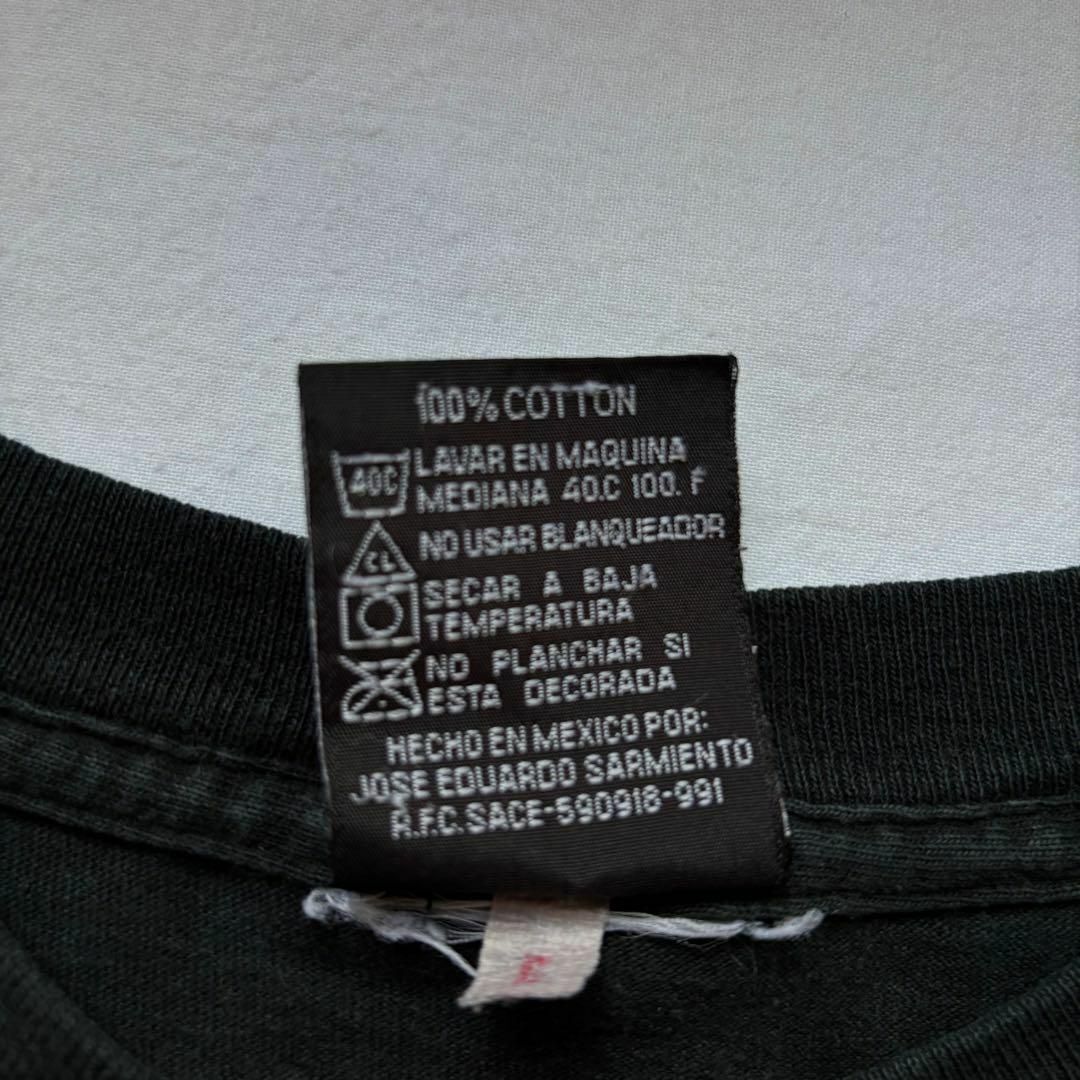 100% COTTON
40C
LAVAR EN MAQUINA
MEDIANA 40.C 100. F
CL
NO USAR BLANQUEADOR
SECAR A BAJA
TEMPERATURA
NO PLANCHAR SI
ESTA DECORADA
HECHO EN MEXICO POR:
JOSE EDUARDO SARMIENTO
R.F.C. SACE-590918-991